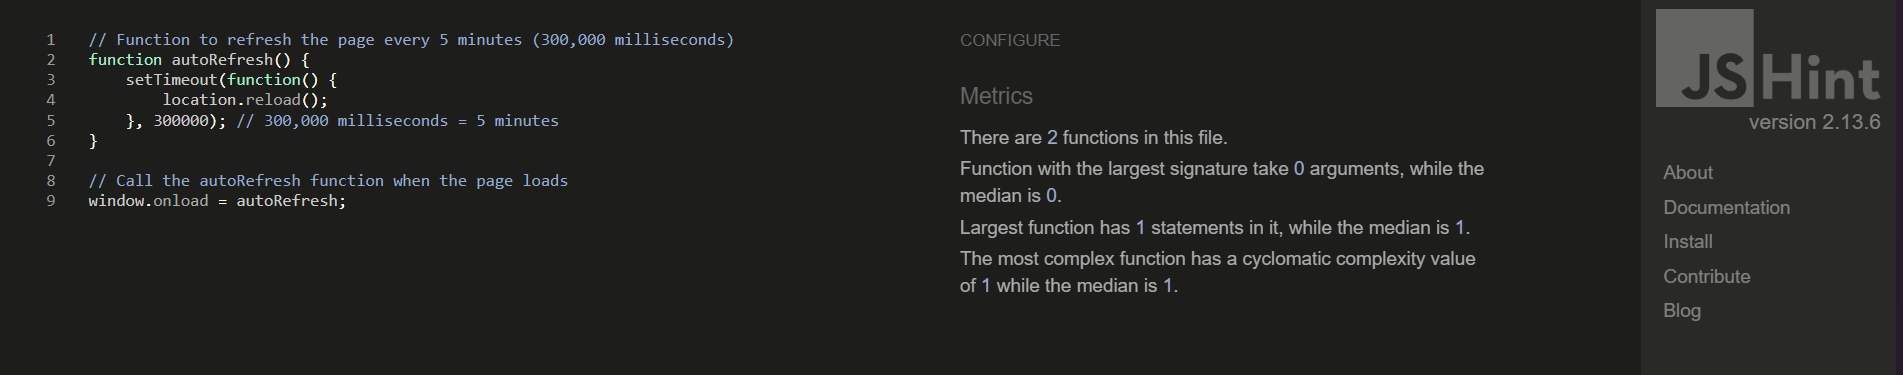 1 // Function to refresh the page every 5 minutes (300,000 milliseconds)
2 function autoRefresh() {
3     setTimeout(function() {
4         location.reload();
5     }, 300000); // 300,000 milliseconds = 5 minutes
6 }
7
8 // Call the autoRefresh function when the page loads
9 window.onload = autoRefresh;
CONFIGURE
Metrics
There are 2 functions in this file.
Function with the largest signature take 0 arguments, while the
median is 0.
Largest function has 1 statements in it, while the median is 1.
The most complex function has a cyclomatic complexity value
of 1 while the median is 1.
JSHint
version 2.13.6
About
Documentation
Install
Contribute
Blog